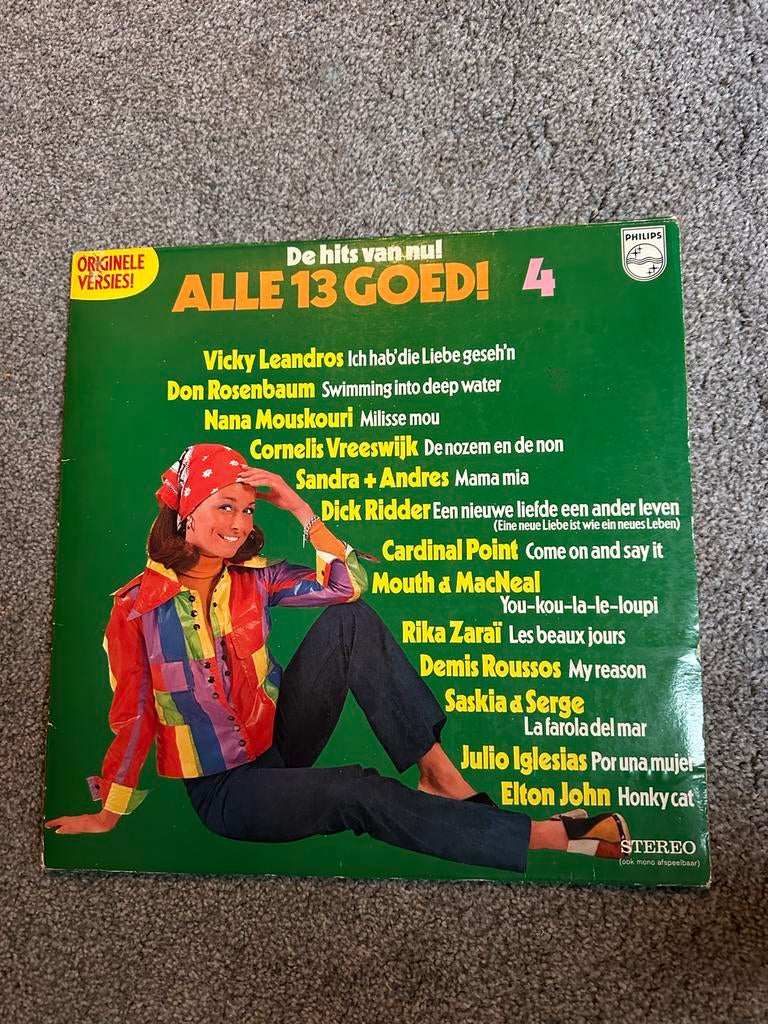 De hits van nu!
ORIGINELE
VERSIES!
ALLE 13 GOED! 4
PHILIPS
Vicky Leandros Ich hab' die Liebe geseh'n
Don Rosenbaum Swimming into deep water
Nana Mouskouri Milisse mou
Cornelis Vreeswijk De nozem en de non
Sandra + Andres Mama mia
Dick Ridder Een nieuwe liefde een ander leven
(Eine neue Liebe ist wie ein neues Leben)
Cardinal Point Come on and say it
Mouth & MacNeal
You-kou-la-le-loupi
Rika Zaraï Les beaux jours
Demis Roussos My reason
Saskia & Serge
La farola del mar
Julio Iglesias Por una mujer
Elton John Honky cat
STEREO
(ook mono afspeelbaar)